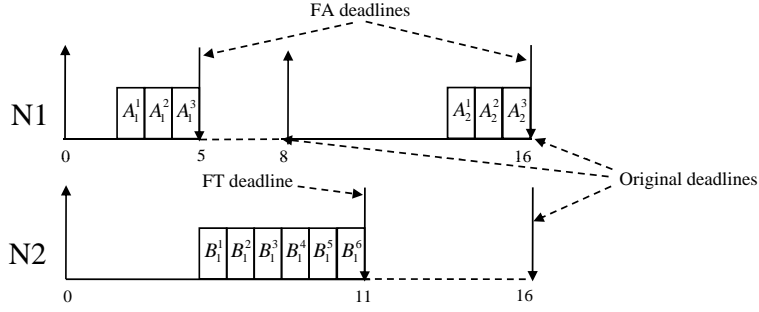 FA deadlines
N1
A_1^1 A_1^2 A_1^3 A_2^1 A_2^2 A_2^3
0 5 8 16
FT deadline
Original deadlines
N2
B_1^1 B_1^2 B_1^3 B_1^4 B_1^5 B_1^6
0 11 16